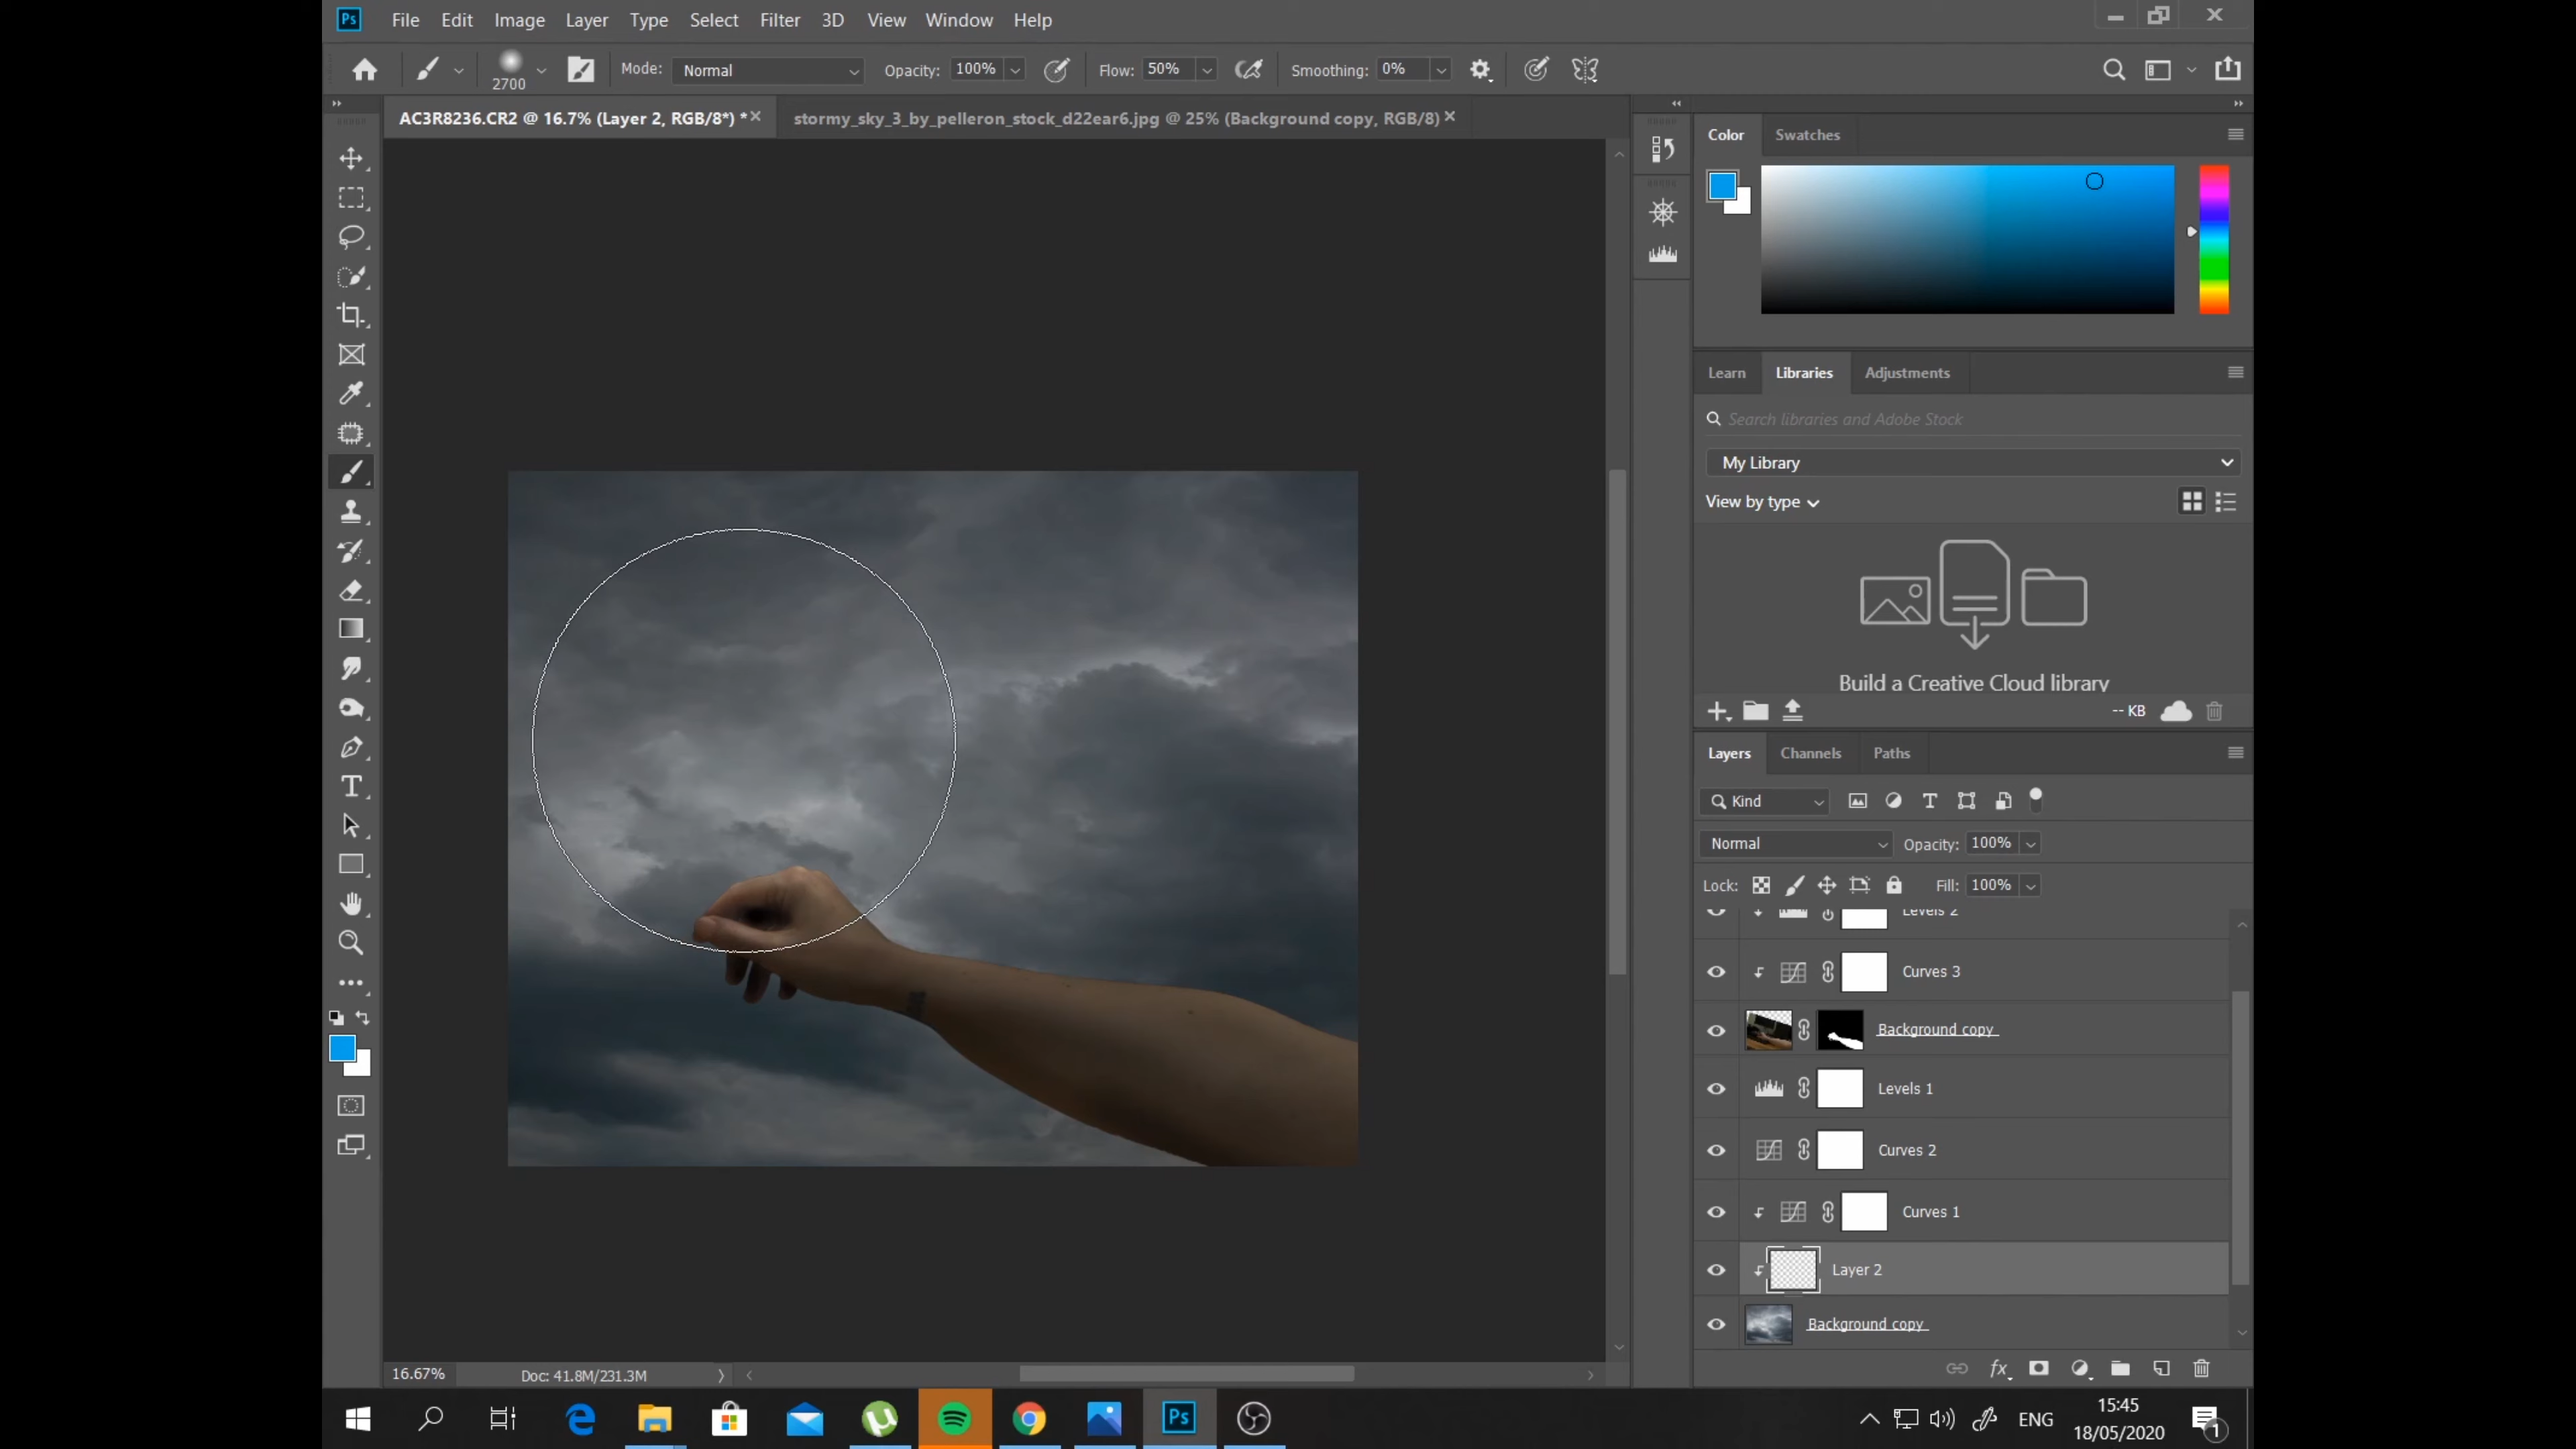 Ps File Edit Image Layer Type Select Filter 3D View Window Help
2700 Mode: Normal Opacity: 100% Flow: 50% Smoothing: 0%
AC3R8236.CR2 @ 16.7% (Layer 2, RGB/8*) * stormy_sky_3_by_pelleron_stock_d22ear6.jpg @ 25% (Background copy, RGB/8)
Color Swatches
Learn Libraries Adjustments
Search libraries and Adobe Stock
My Library
View by type
Build a Creative Cloud library
-- KB
Layers Channels Paths
Kind
Normal Opacity: 100%
Lock: Fill: 100%
Levels 2
Curves 3
Background copy
Levels 1
Curves 2
Curves 1
Layer 2
Background copy
16.67% Doc: 41.8M/231.3M
Ps
ENG
15:45
18/05/2020
1